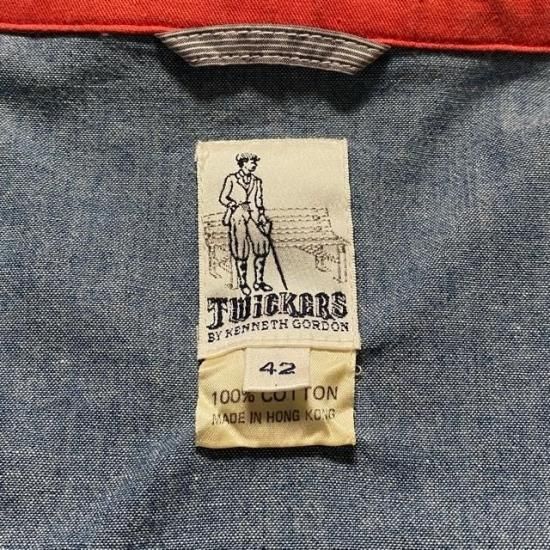 TWICKERS
BY KENNETH GORDON
42
100% COTTON
MADE IN HONG KONG